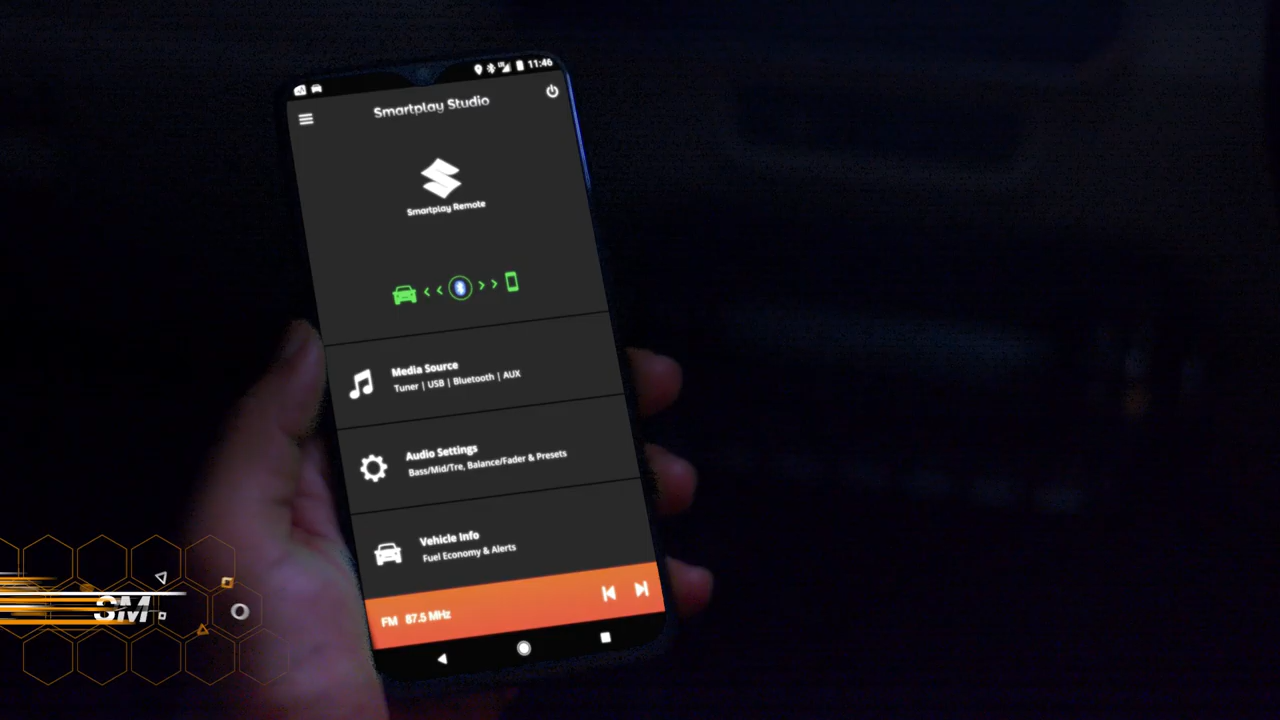 11:46
Smartplay Studio
Smartplay Remote
Media Source
Tuner | USB | Bluetooth | AUX
Audio Settings
Bass/Mid/Tre, Balance/Fader & Presets
Vehicle Info
Fuel Economy & Alerts
FM 87.5 MHz
SM